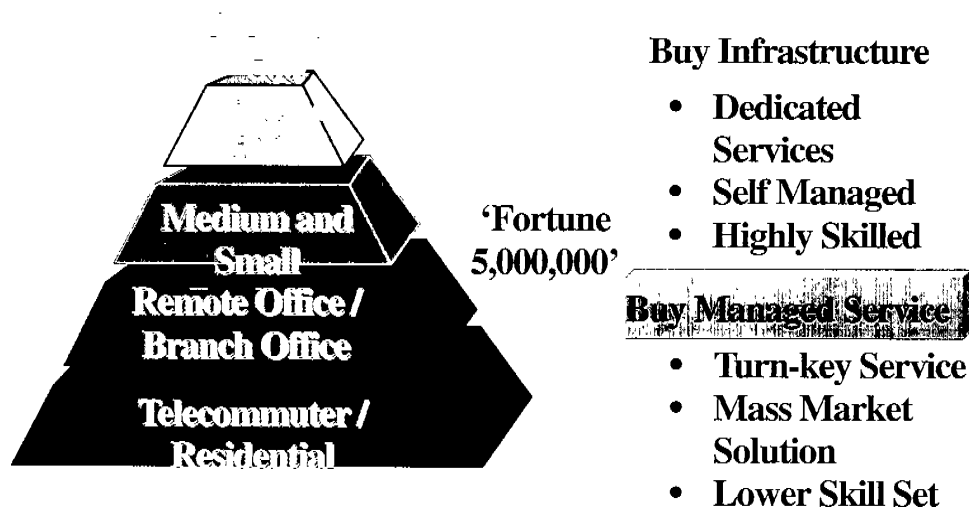 Medium and
Small
Remote Office /
Branch Office
Telecommuter /
Residential
‘Fortune
5,000,000’
Buy Infrastructure
• Dedicated
Services
• Self Managed
• Highly Skilled
Buy Managed Service
• Turn-key Service
• Mass Market
Solution
• Lower Skill Set